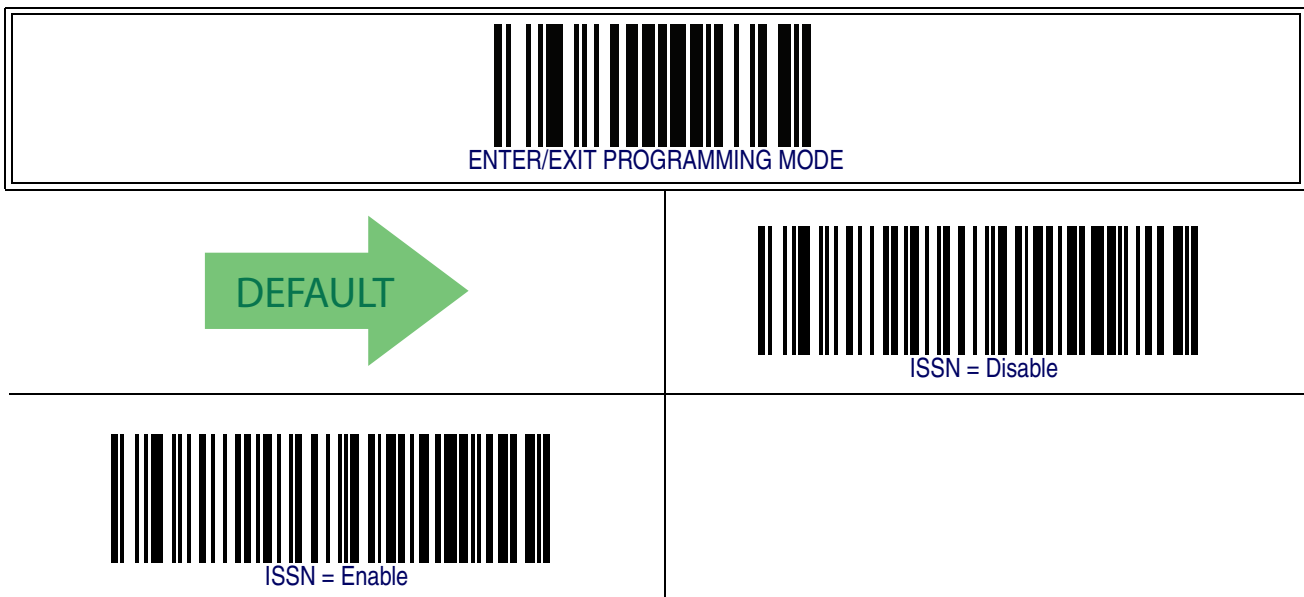 ENTER/EXIT PROGRAMMING MODE
DEFAULT
ISSN = Disable
ISSN = Enable